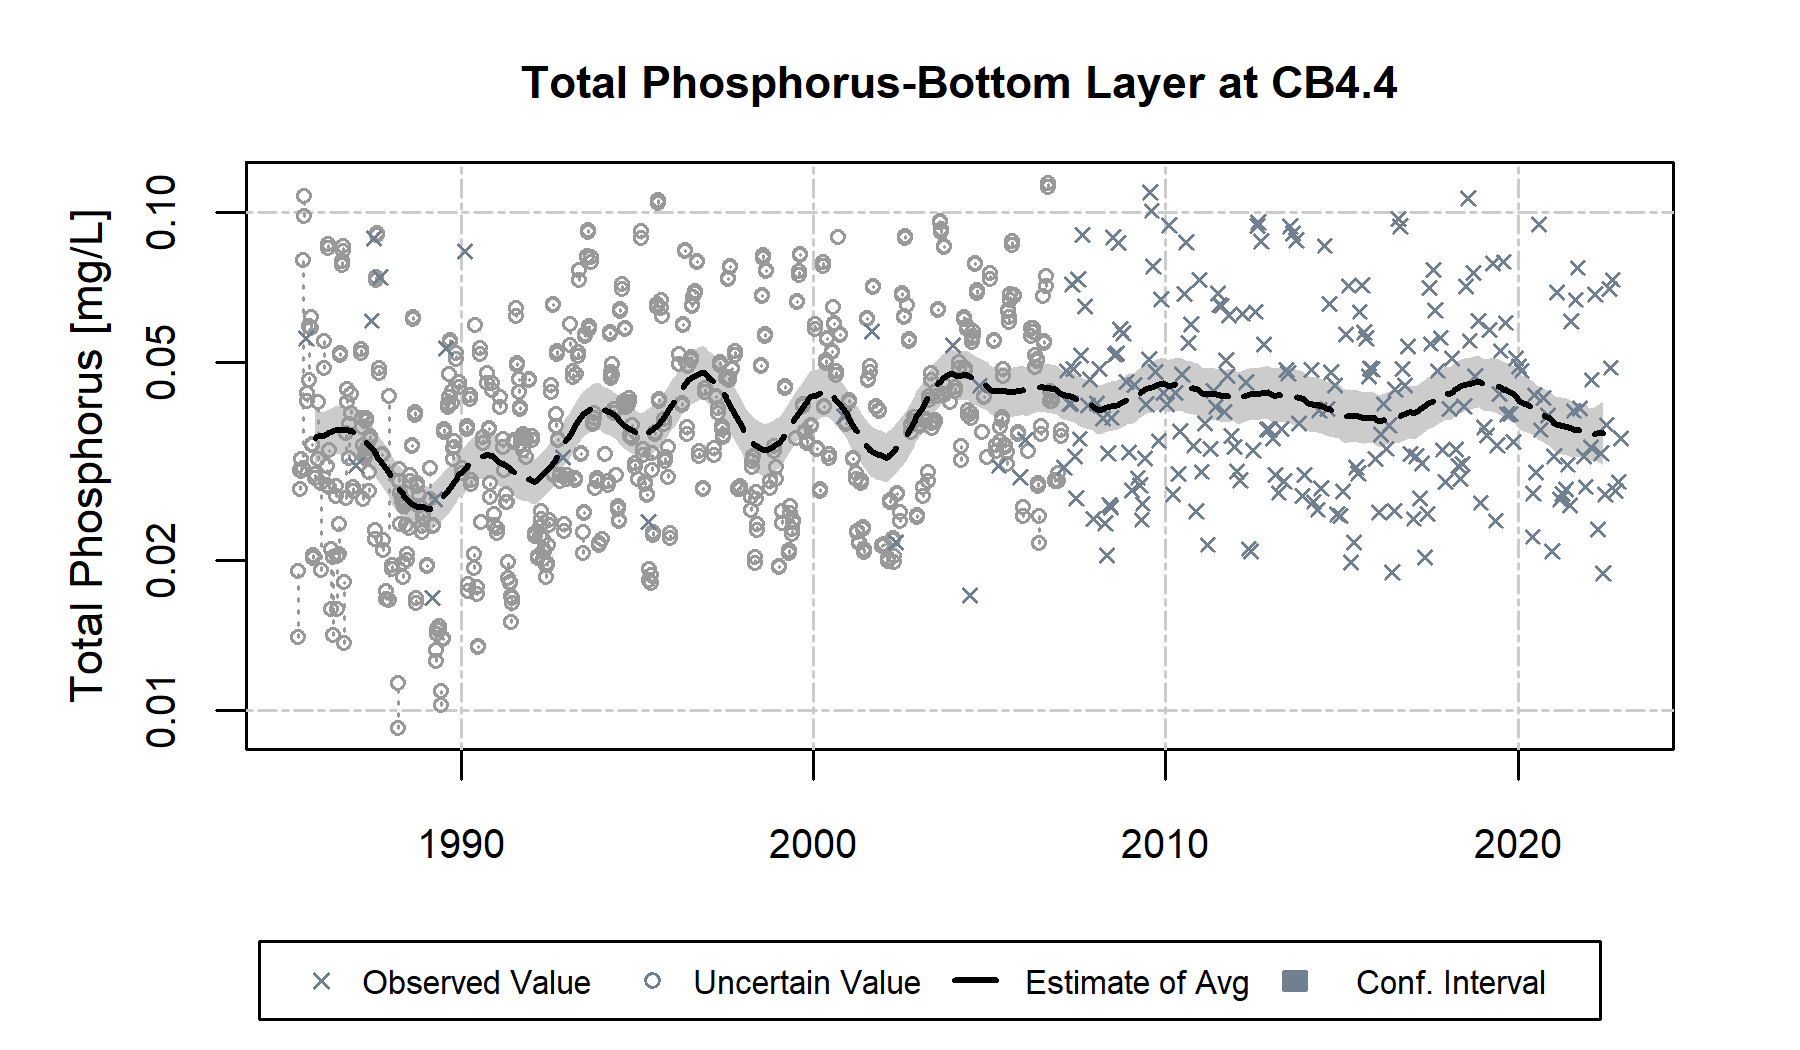 Total Phosphorus-Bottom Layer at CB4.4
Total Phosphorus [mg/L]
0.10
0.05
0.02
0.01
1990 2000 2010 2020
Observed Value Uncertain Value Estimate of Avg Conf. Interval